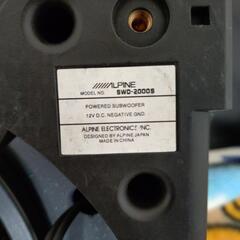 ALPINE
MODEL NO. SWD-2000S
POWERED SUBWOOFER
12V D.C. NEGATIVE GND.
ALPINE ELECTRONICS, INC.
DESIGNED BY ALPINE JAPAN
MADE IN CHINA